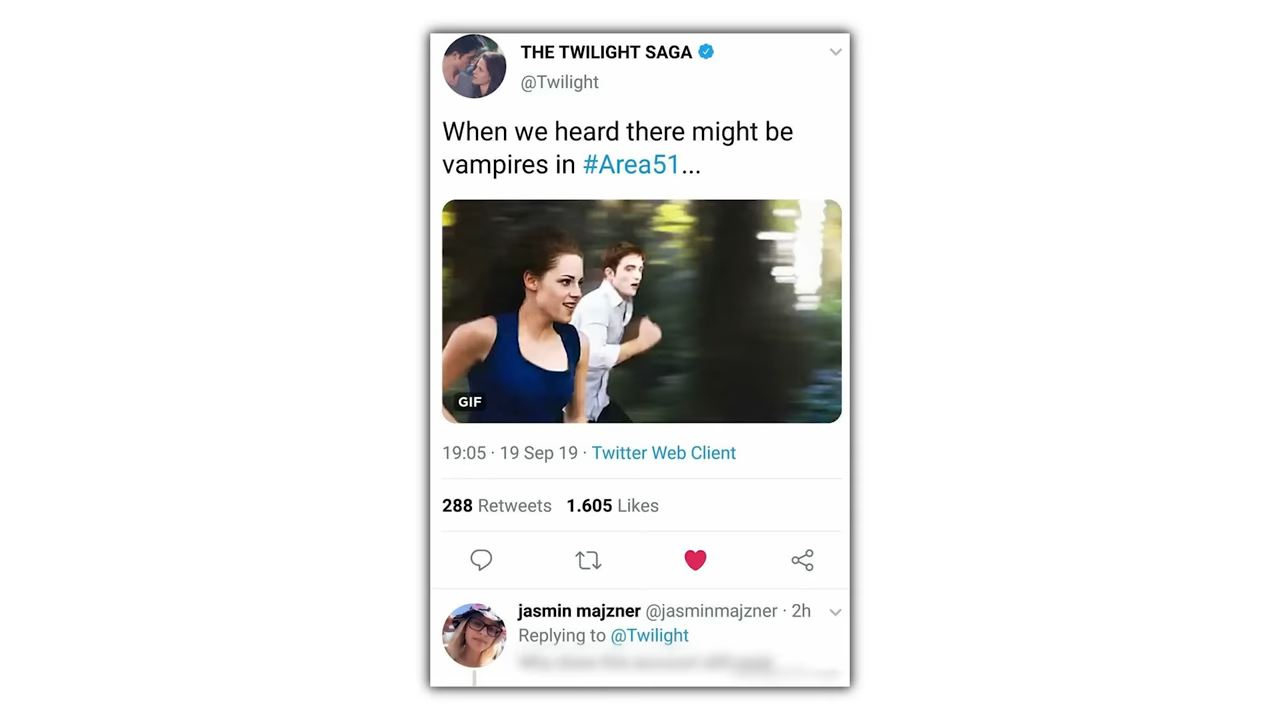 THE TWILIGHT SAGA
@Twilight
When we heard there might be
vampires in #Area51...
GIF
19:05 · 19 Sep 19 · Twitter Web Client
288 Retweets 1.605 Likes
jasmin majzner @jasminmajzner · 2h
Replying to @Twilight